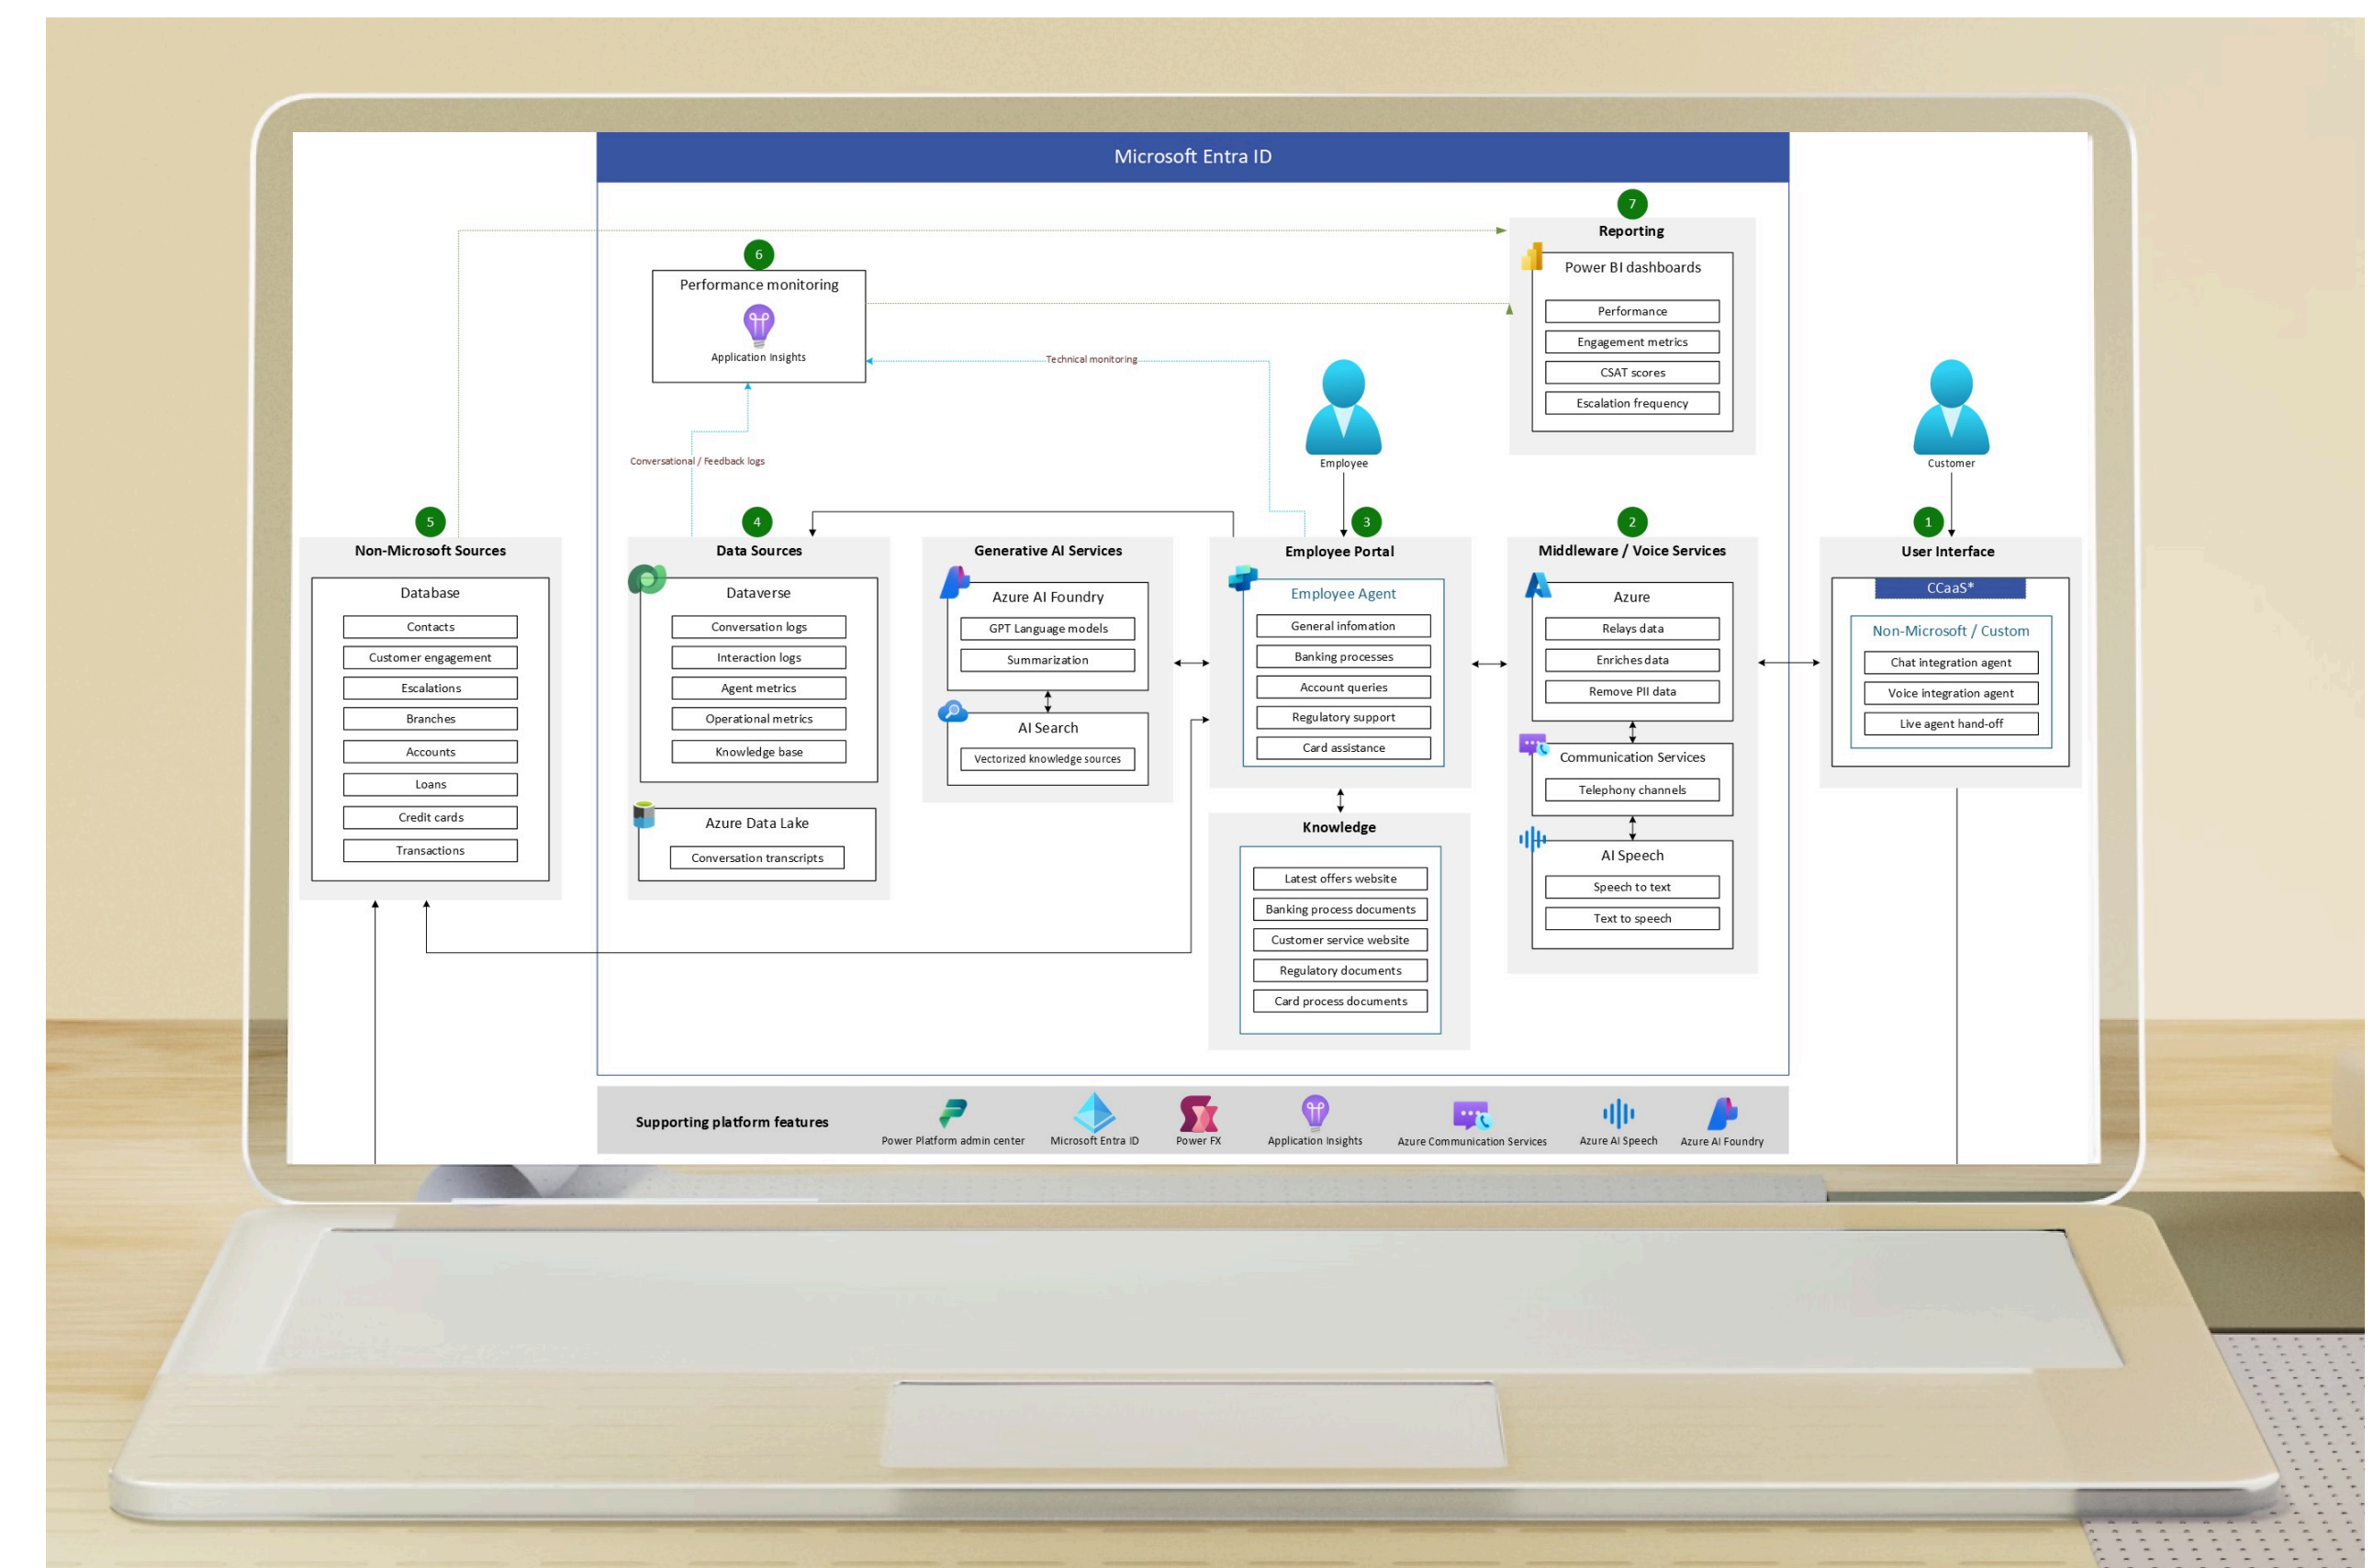 Microsoft Entra ID
7
Reporting
Power BI dashboards
Performance
Engagement metrics
CSAT scores
Escalation frequency
6
Performance monitoring
Application Insights
Technical monitoring
Conversational / Feedback logs
Employee
Customer
5
Non-Microsoft Sources
Database
Contacts
Customer engagement
Escalations
Branches
Accounts
Loans
Credit cards
Transactions
4
Data Sources
Dataverse
Conversation logs
Interaction logs
Agent metrics
Operational metrics
Knowledge base
Azure Data Lake
Conversation transcripts
Generative AI Services
Azure AI Foundry
GPT Language models
Summarization
AI Search
Vectorized knowledge sources
3
Employee Portal
Employee Agent
General infomation
Banking processes
Account queries
Regulatory support
Card assistance
Knowledge
Latest offers website
Banking process documents
Customer service website
Regulatory documents
Card process documents
2
Middleware / Voice Services
Azure
Relays data
Enriches data
Remove PII data
Communication Services
Telephony channels
AI Speech
Speech to text
Text to speech
1
User Interface
CCaaS*
Non-Microsoft / Custom
Chat integration agent
Voice integration agent
Live agent hand-off
Supporting platform features
Power Platform admin center
Microsoft Entra ID
Power FX
Application Insights
Azure Communication Services
Azure AI Speech
Azure AI Foundry